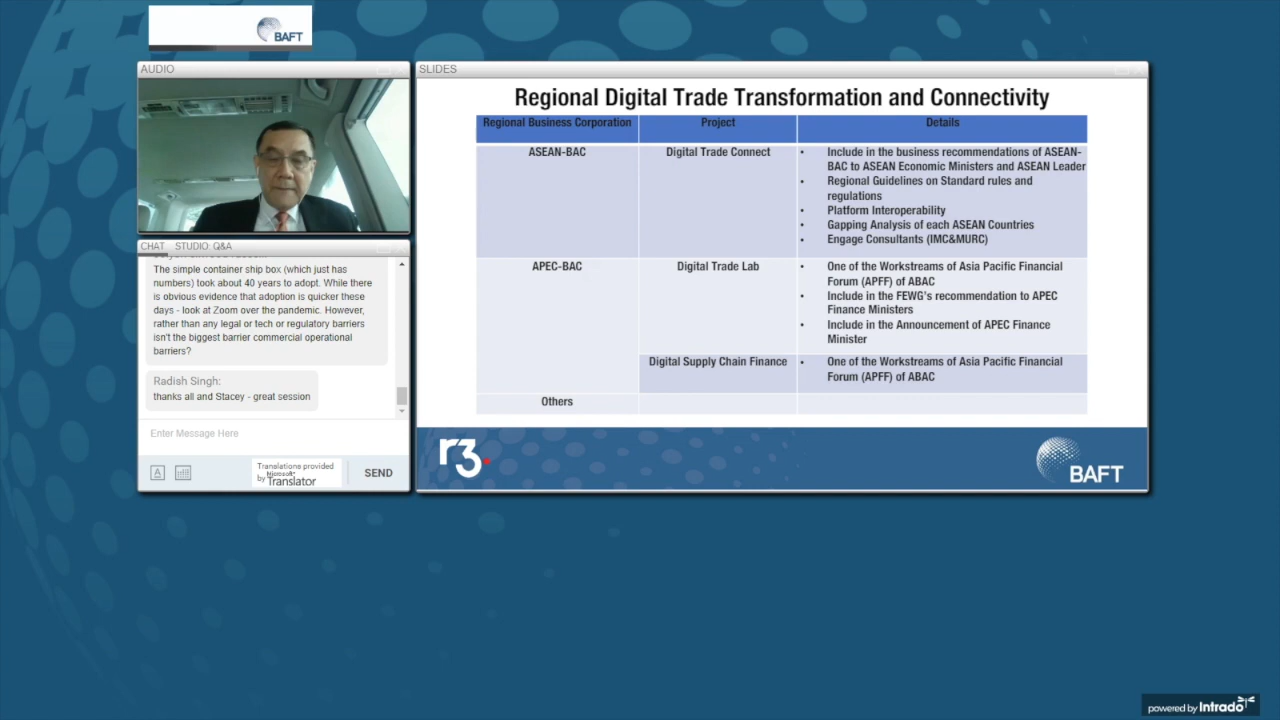 BAFT
AUDIO
CHAT STUDIO: Q&A
The simple container ship box (which just has
numbers) took about 40 years to adopt. While there
is obvious evidence that adoption is quicker these
days - look at Zoom over the pandemic. However,
rather than any legal or tech or regulatory barriers
isn't the biggest barrier commercial operational
barriers?
Radish Singh:
thanks all and Stacey - great session
Enter Message Here
Translations provided
by Microsoft®
Translator
SEND
SLIDES
Regional Digital Trade Transformation and Connectivity
Regional Business Corporation Project Details
ASEAN-BAC Digital Trade Connect
• Include in the business recommendations of ASEAN-
BAC to ASEAN Economic Ministers and ASEAN Leader
• Regional Guidelines on Standard rules and
regulations
• Platform Interoperability
• Gapping Analysis of each ASEAN Countries
• Engage Consultants (IMC&MURC)
APEC-BAC Digital Trade Lab
• One of the Workstreams of Asia Pacific Financial
Forum (APFF) of ABAC
• Include in the FEWG's recommendation to APEC
Finance Ministers
• Include in the Announcement of APEC Finance
Minister
Digital Supply Chain Finance
• One of the Workstreams of Asia Pacific Financial
Forum (APFF) of ABAC
Others
r3.
BAFT
powered by Intrado